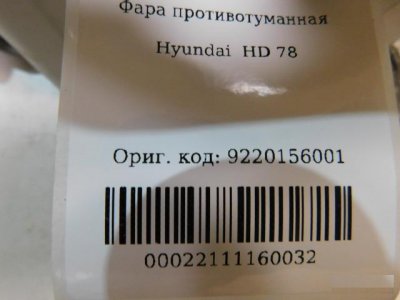 Фара противотуманная
Hyundai HD 78
Ориг. код: 9220156001
00022111160032